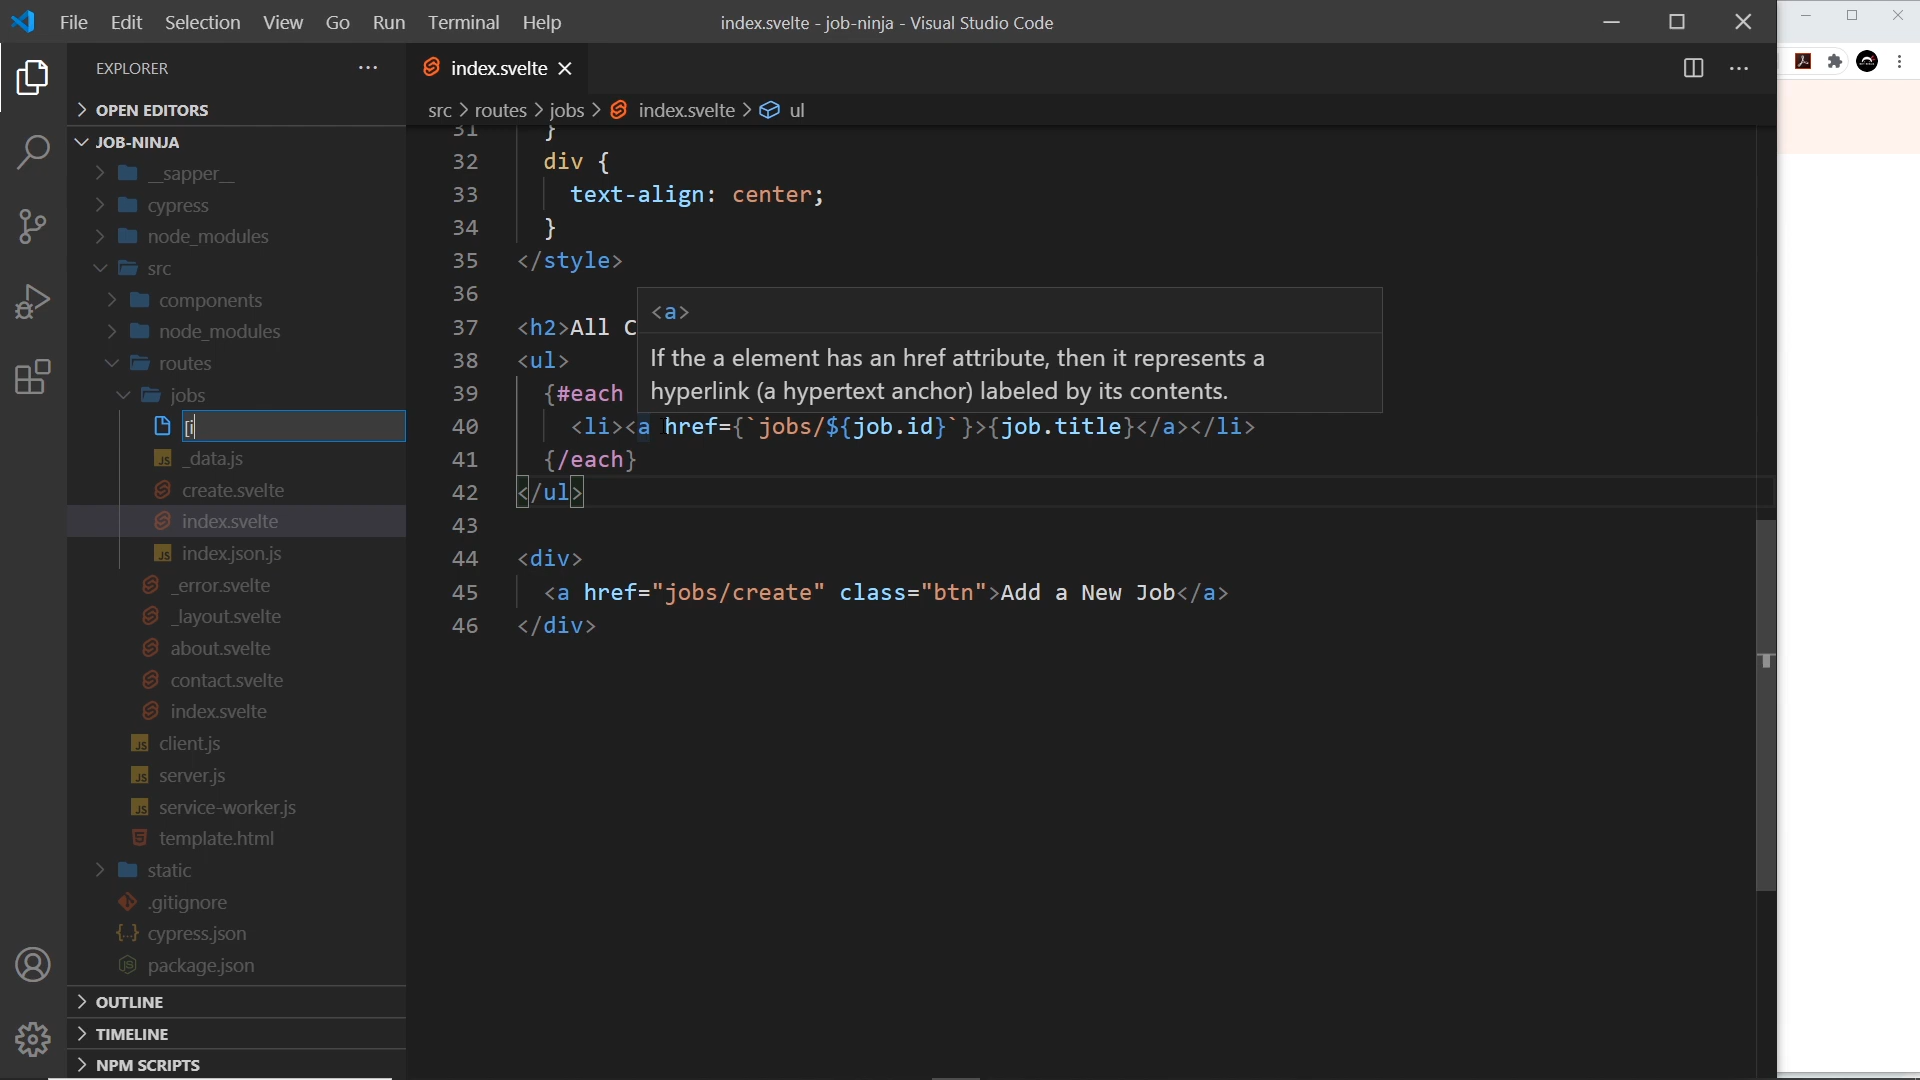 File Edit Selection View Go Run Terminal Help
index.svelte - job-ninja - Visual Studio Code
EXPLORER
OPEN EDITORS
JOB-NINJA
__sapper__
cypress
node_modules
src
components
node_modules
routes
jobs
[i
_data.js
create.svelte
index.svelte
index.json.js
_error.svelte
_layout.svelte
about.svelte
contact.svelte
index.svelte
client.js
server.js
service-worker.js
template.html
static
.gitignore
cypress.json
package.json
OUTLINE
TIMELINE
NPM SCRIPTS
index.svelte
src > routes > jobs > index.svelte > ul
31 }
32 div {
33 text-align: center;
34 }
35 </style>
36
37 <h2>All C
38 <ul>
39 {#each
40 <li><a href={`jobs/${job.id}`}>{job.title}</a></li>
41 {/each}
42 </ul>
43
44 <div>
45 <a href="jobs/create" class="btn">Add a New Job</a>
46 </div>
<a>
If the a element has an href attribute, then it represents a
hyperlink (a hypertext anchor) labeled by its contents.